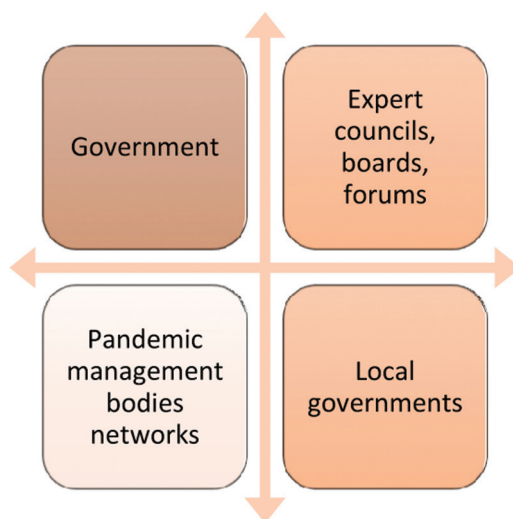 Government
Expert
councils,
boards,
forums
Pandemic
management
bodies
networks
Local
governments